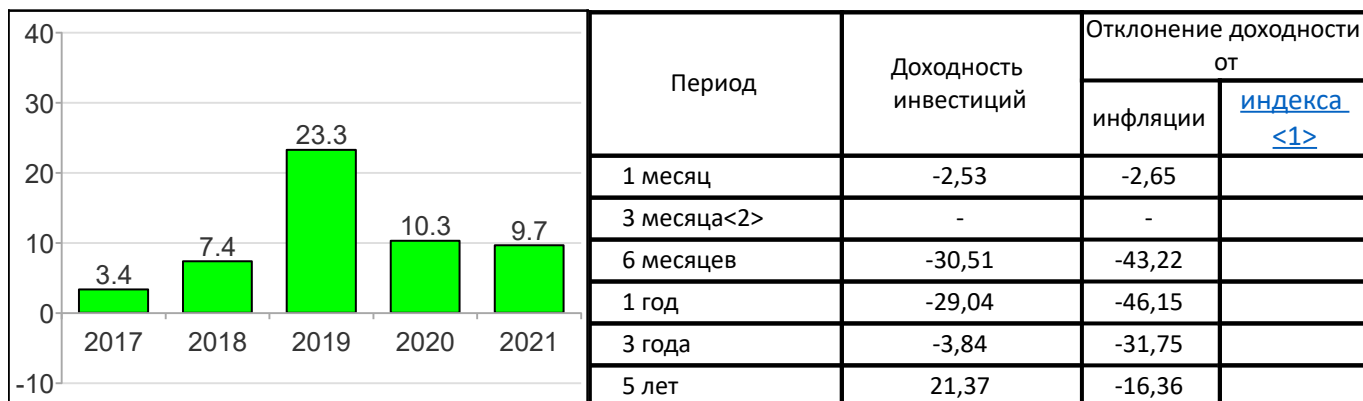 40
30
20
10
0
-10
3.4
7.4
23.3
10.3
9.7
2017 2018 2019 2020 2021
Период
Доходность
инвестиций
Отклонение доходности
от
инфляции
индекса
<1>
1 месяц -2,53 -2,65
3 месяца<2> - -
6 месяцев -30,51 -43,22
1 год -29,04 -46,15
3 года -3,84 -31,75
5 лет 21,37 -16,36